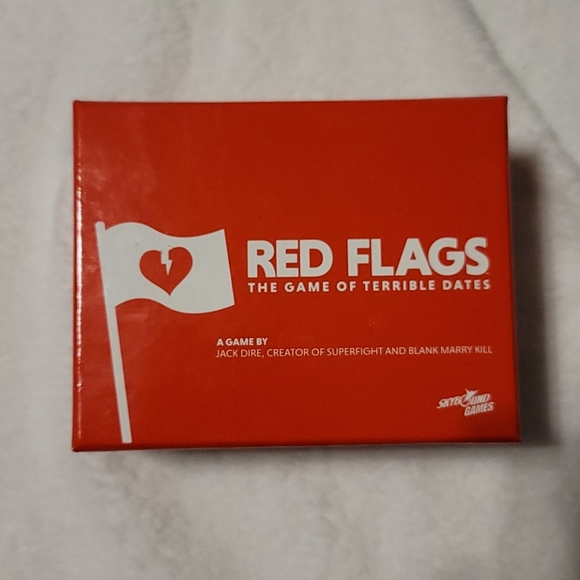 RED FLAGS
THE GAME OF TERRIBLE DATES
A GAME BY
JACK DIRE, CREATOR OF SUPERFIGHT AND BLANK MARRY KILL
SKYBOUND
GAMES